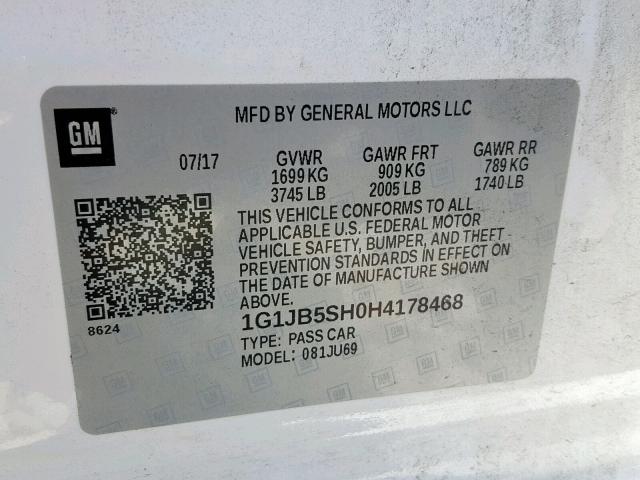 GM
MFD BY GENERAL MOTORS LLC
07/17 GVWR GAWR FRT GAWR RR
1699 KG 909 KG 789 KG
3745 LB 2005 LB 1740 LB
THIS VEHICLE CONFORMS TO ALL
APPLICABLE U.S. FEDERAL MOTOR
VEHICLE SAFETY, BUMPER, AND THEFT
PREVENTION STANDARDS IN EFFECT ON
THE DATE OF MANUFACTURE SHOWN
ABOVE.
8624
1G1JB5SH0H4178468
TYPE: PASS CAR
MODEL: 081JU69